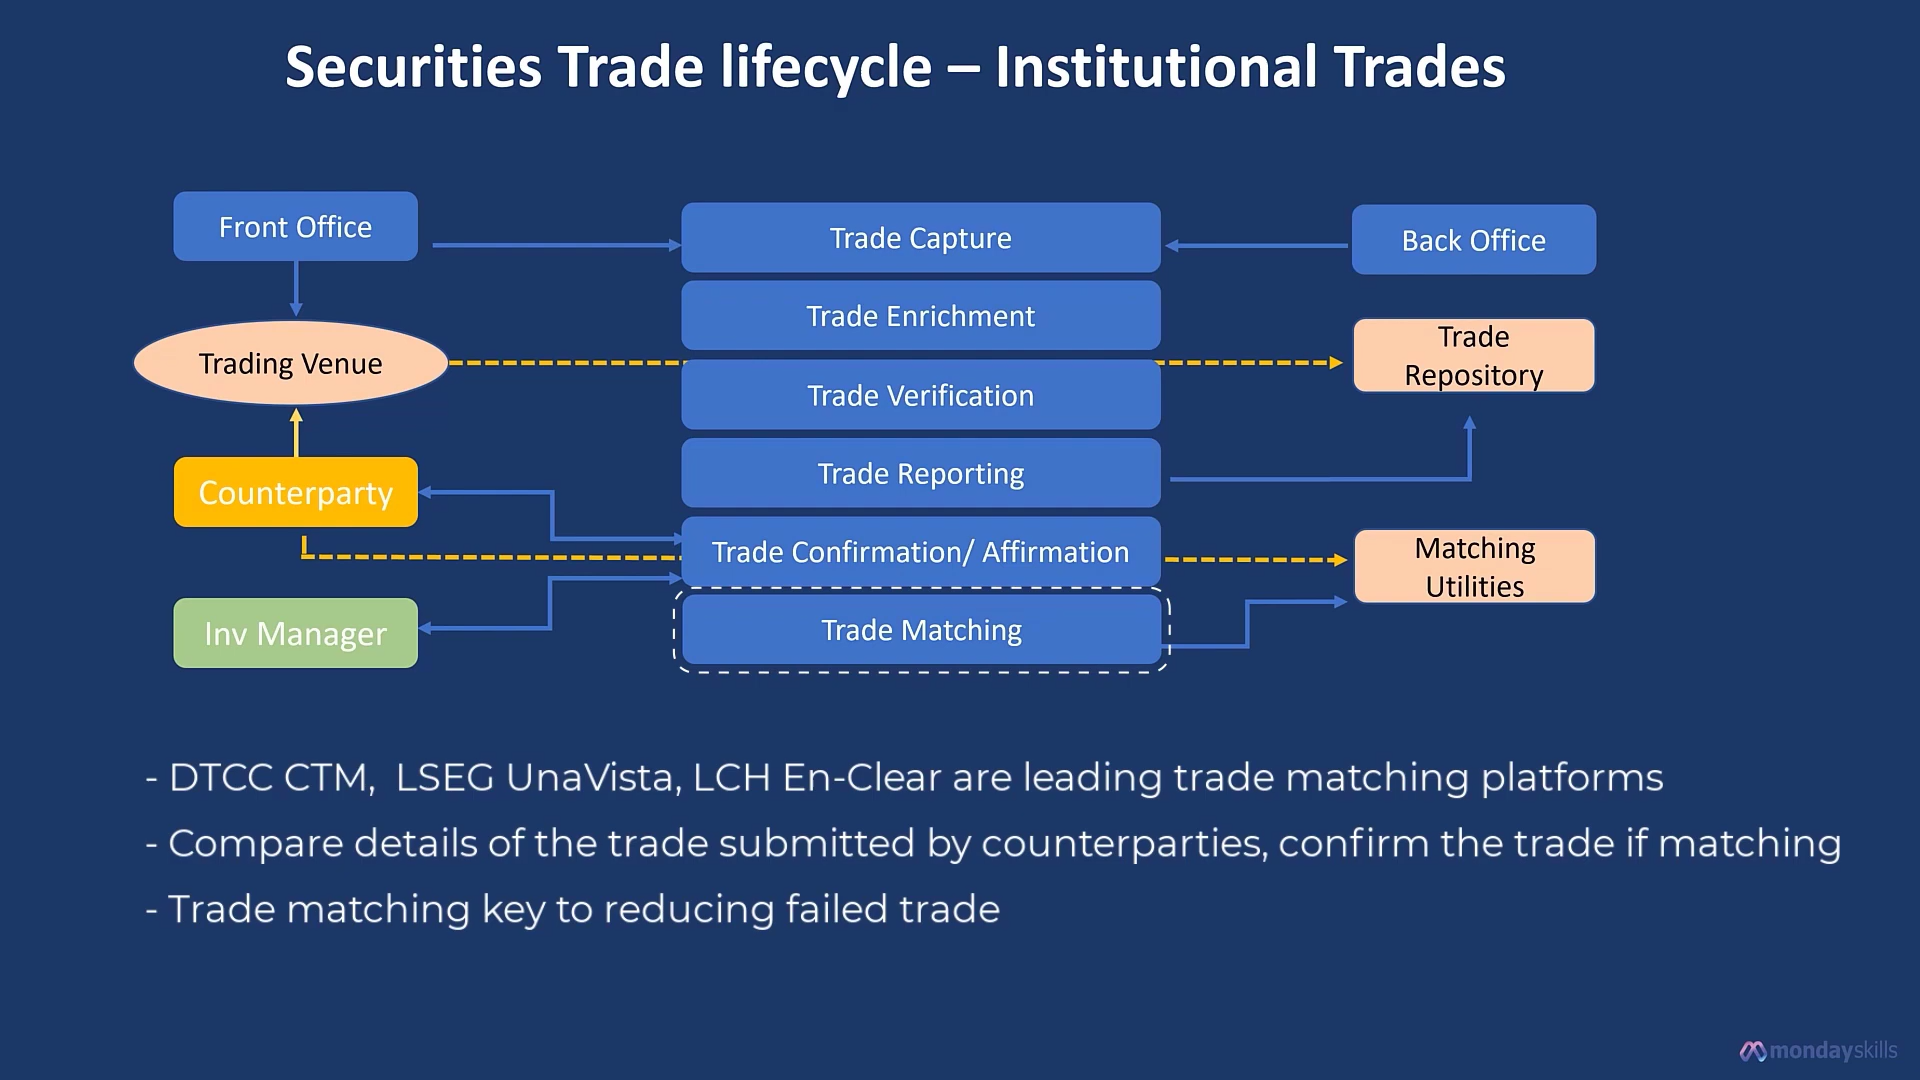 Securities Trade lifecycle – Institutional Trades
Front Office
Trade Capture
Back Office
Trade Enrichment
Trading Venue
Trade
Repository
Trade Verification
Trade Reporting
Counterparty
Trade Confirmation/ Affirmation
Matching
Utilities
Inv Manager
Trade Matching
- DTCC CTM,  LSEG UnaVista, LCH En-Clear are leading trade matching platforms
- Compare details of the trade submitted by counterparties, confirm the trade if matching
- Trade matching key to reducing failed trade
mondayskills